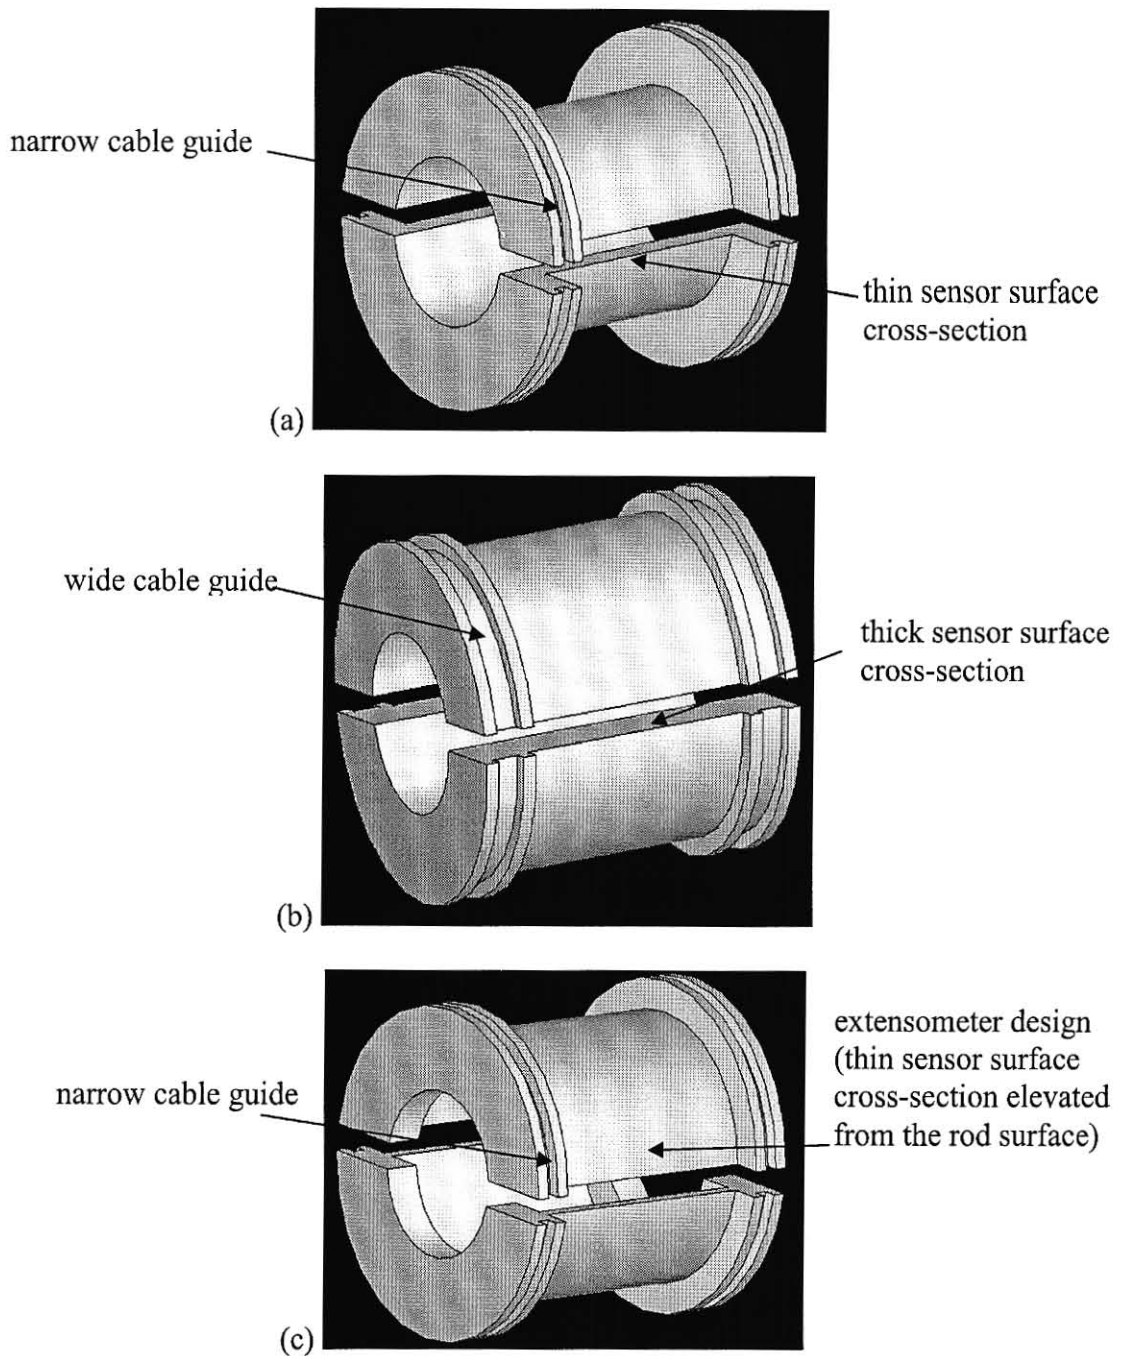 narrow cable guide
thin sensor surface
cross-section
(a)
wide cable guide
thick sensor surface
cross-section
(b)
extensometer design
(thin sensor surface
cross-section elevated
from the rod surface)
narrow cable guide
(c)